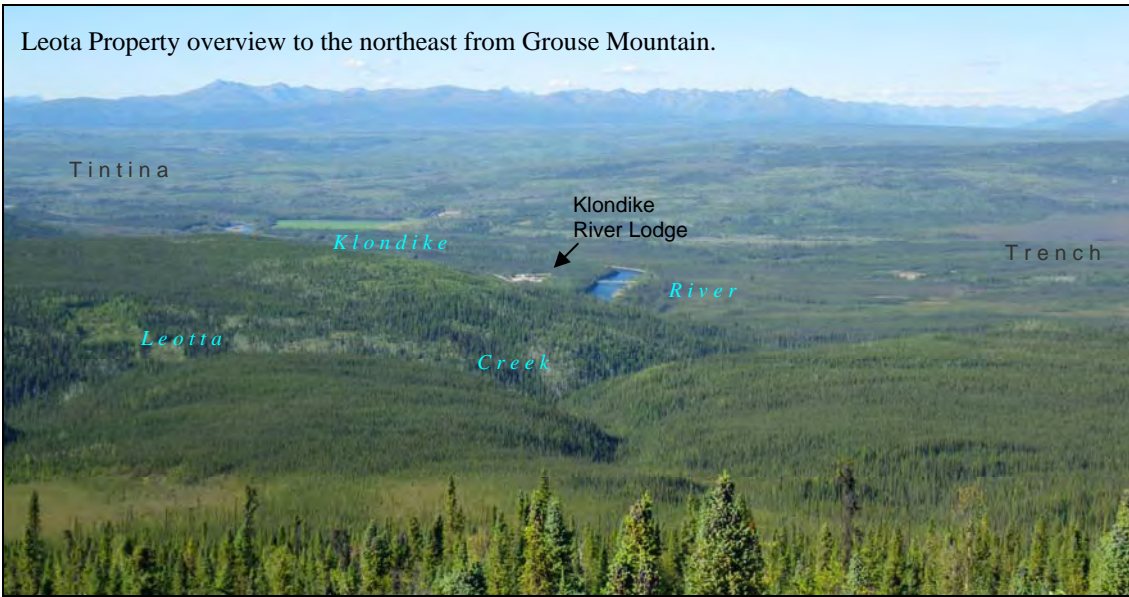 Leota Property overview to the northeast from Grouse Mountain.
Tintina
Klondike
River Lodge
Klondike
Trench
River
Leotta
Creek